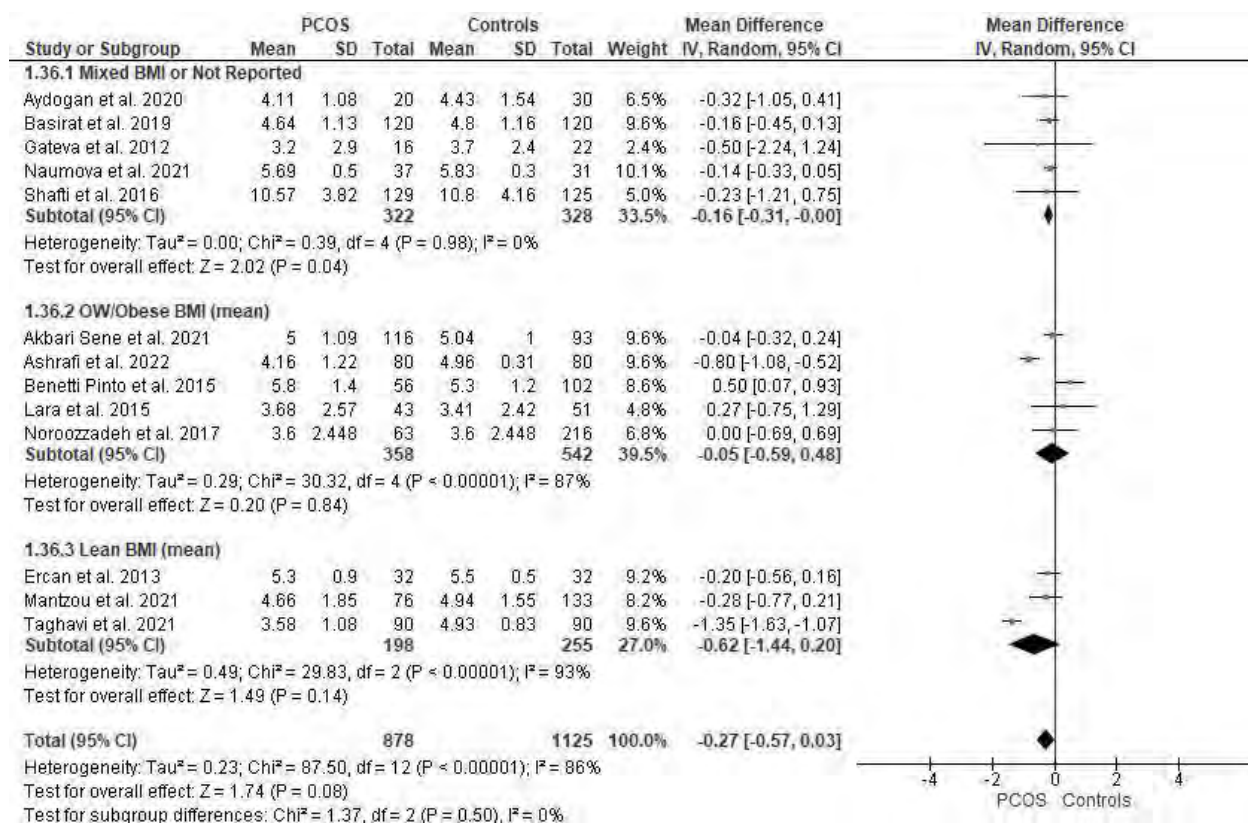 PCOS Controls Mean Difference Mean Difference
Study or Subgroup Mean SD Total Mean SD Total Weight IV, Random, 95% CI IV, Random, 95% CI
1.36.1 Mixed BMI or Not Reported
Aydogan et al. 2020 4.11 1.08 20 4.43 1.54 30 6.5% -0.32 [-1.05, 0.41]
Basirat et al. 2019 4.64 1.13 120 4.8 1.16 120 9.6% -0.16 [-0.45, 0.13]
Gateva et al. 2012 3.2 2.9 16 3.7 2.4 22 2.4% -0.50 [-2.24, 1.24]
Naumova et al. 2021 5.69 0.5 37 5.83 0.3 31 10.1% -0.14 [-0.33, 0.05]
Shafti et al. 2016 10.57 3.82 129 10.8 4.16 125 5.0% -0.23 [-1.21, 0.75]
Subtotal (95% CI) 322 328 33.5% -0.16 [-0.31, -0.00]
Heterogeneity: Tau² = 0.00; Chi² = 0.39, df = 4 (P = 0.98); I² = 0%
Test for overall effect: Z = 2.02 (P = 0.04)
1.36.2 OW/Obese BMI (mean)
Akbari Sene et al. 2021 5 1.09 116 5.04 1 93 9.6% -0.04 [-0.32, 0.24]
Ashrafi et al. 2022 4.16 1.22 80 4.96 0.31 80 9.6% -0.80 [-1.08, -0.52]
Benetti Pinto et al. 2015 5.8 1.4 56 5.3 1.2 102 8.6% 0.50 [0.07, 0.93]
Lara et al. 2015 3.68 2.57 43 3.41 2.42 51 4.8% 0.27 [-0.75, 1.29]
Noroozzadeh et al. 2017 3.6 2.448 63 3.6 2.448 216 6.8% 0.00 [-0.69, 0.69]
Subtotal (95% CI) 358 542 39.5% -0.05 [-0.59, 0.48]
Heterogeneity: Tau² = 0.29; Chi² = 30.32, df = 4 (P < 0.00001); I² = 87%
Test for overall effect: Z = 0.20 (P = 0.84)
1.36.3 Lean BMI (mean)
Ercan et al. 2013 5.3 0.9 32 5.5 0.5 32 9.2% -0.20 [-0.56, 0.16]
Mantzou et al. 2021 4.66 1.85 76 4.94 1.55 133 8.2% -0.28 [-0.77, 0.21]
Taghavi et al. 2021 3.58 1.08 90 4.93 0.83 90 9.6% -1.35 [-1.63, -1.07]
Subtotal (95% CI) 198 255 27.0% -0.62 [-1.44, 0.20]
Heterogeneity: Tau² = 0.49; Chi² = 29.83, df = 2 (P < 0.00001); I² = 93%
Test for overall effect: Z = 1.49 (P = 0.14)
Total (95% CI) 878 1125 100.0% -0.27 [-0.57, 0.03]
Heterogeneity: Tau² = 0.23; Chi² = 87.50, df = 12 (P < 0.00001); I² = 86%
Test for overall effect: Z = 1.74 (P = 0.08)
Test for subgroup differences: Chi² = 1.37, df = 2 (P = 0.50), I² = 0%
-4 -2 0 2 4
PCOS Controls